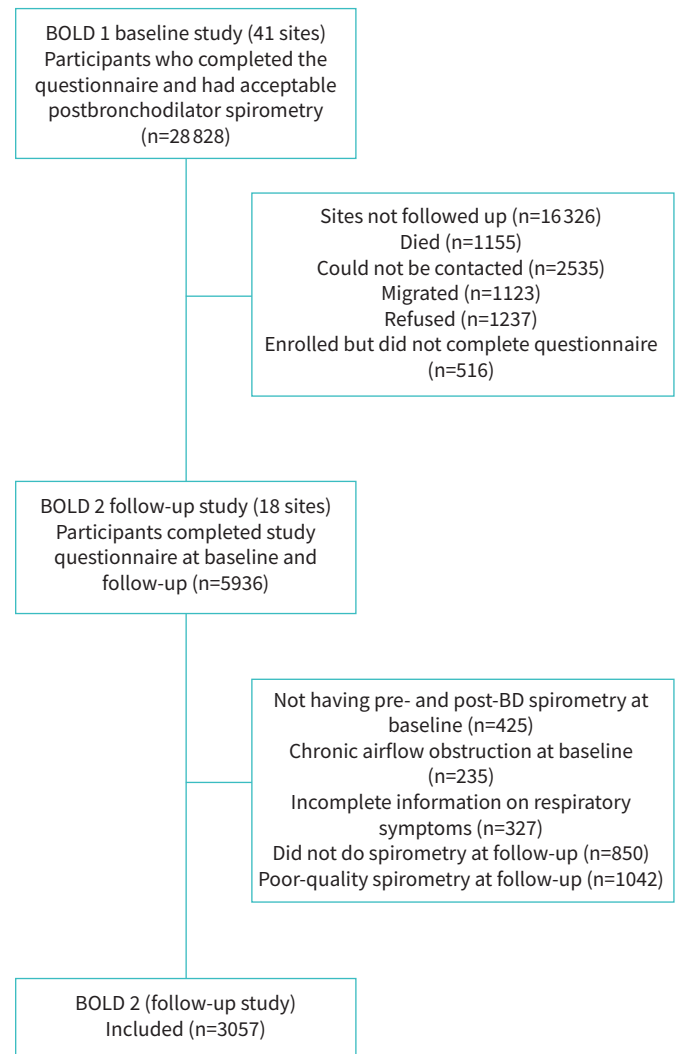 BOLD 1 baseline study (41 sites)
Participants who completed the
questionnaire and had acceptable
postbronchodilator spirometry
(n=28 828)
Sites not followed up (n=16 326)
Died (n=1155)
Could not be contacted (n=2535)
Migrated (n=1123)
Refused (n=1237)
Enrolled but did not complete questionnaire
(n=516)
BOLD 2 follow-up study (18 sites)
Participants completed study
questionnaire at baseline and
follow-up (n=5936)
Not having pre- and post-BD spirometry at
baseline (n=425)
Chronic airflow obstruction at baseline
(n=235)
Incomplete information on respiratory
symptoms (n=327)
Did not do spirometry at follow-up (n=850)
Poor-quality spirometry at follow-up (n=1042)
BOLD 2 (follow-up study)
Included (n=3057)